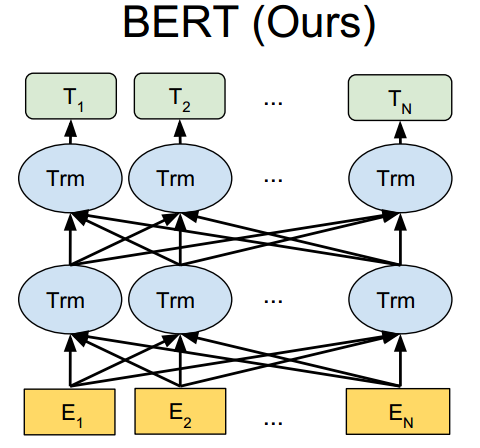 BERT (Ours)
T1 T2 ... TN
Trm Trm ... Trm
Trm Trm ... Trm
E1 E2 ... EN